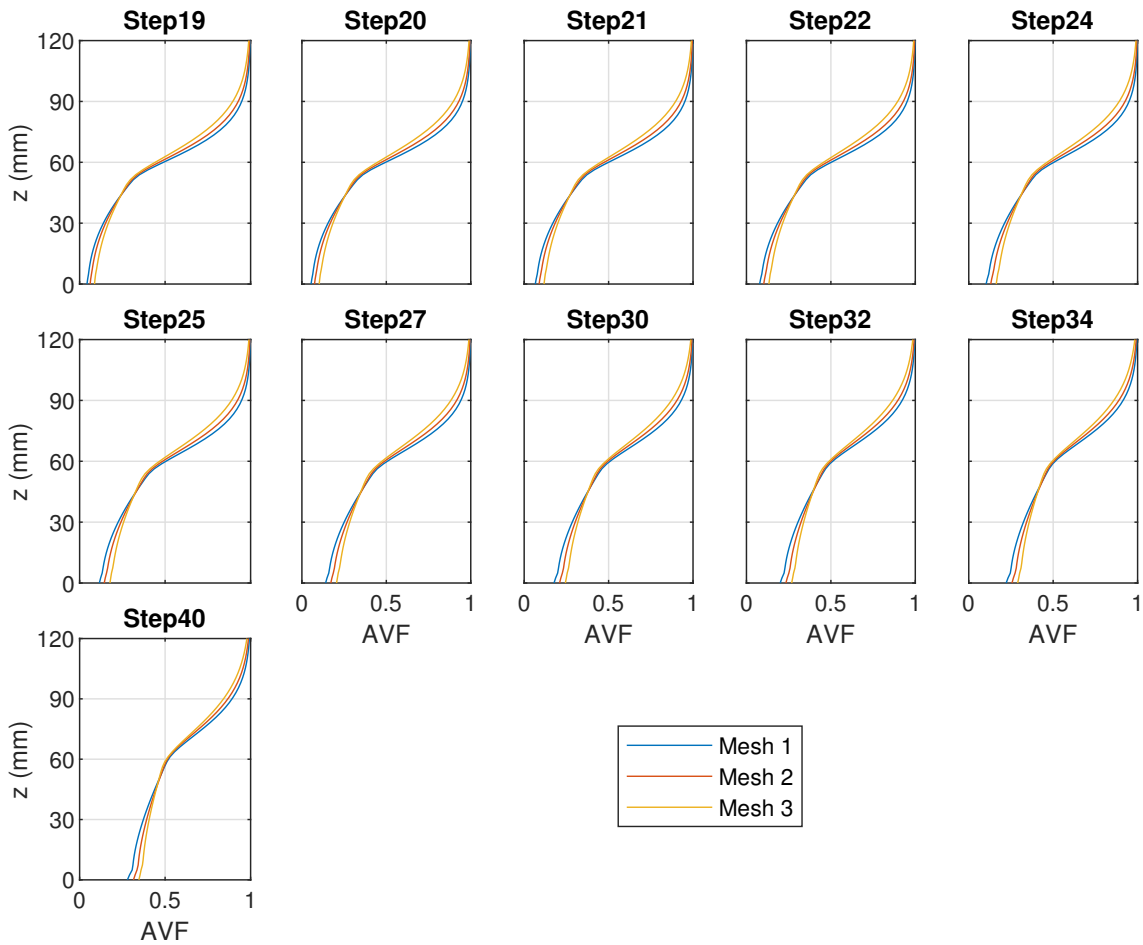 Step19 Step20 Step21 Step22 Step24
120
90
60
30
0
z (mm)
Step25 Step27 Step30 Step32 Step34
120
90
60
30
0
z (mm)
0 0.5 1 0 0.5 1 0 0.5 1 0 0.5 1
AVF AVF AVF AVF
Step40
120
90
60
30
0
z (mm)
0 0.5 1
AVF
Mesh 1
Mesh 2
Mesh 3